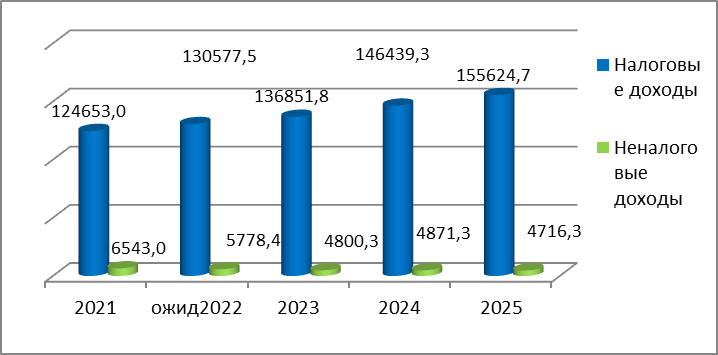 130577,5
146439,3
155624,7
136851,8
124653,0
6543,0
5778,4
4800,3
4871,3
4716,3
2021
ожид2022
2023
2024
2025
Налоговы
е доходы
Неналого
вые
доходы